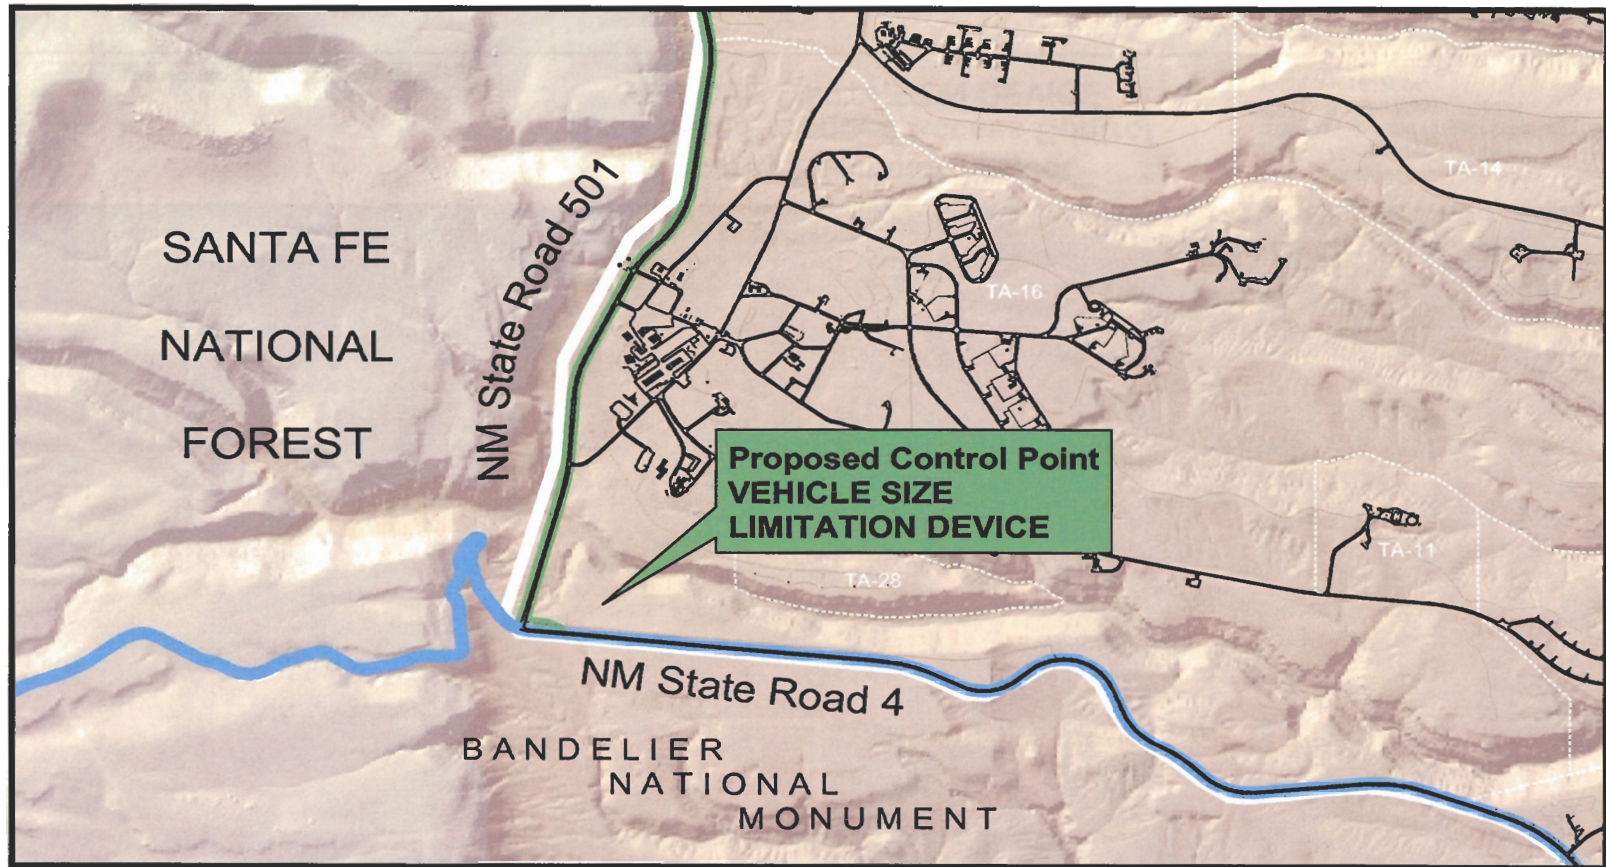 TA-14
SANTA FE
NATIONAL
FOREST
NM State Road 501
TA-16
Proposed Control Point
VEHICLE SIZE
LIMITATION DEVICE
TA-11
TA-28
NM State Road 4
BANDELIER
NATIONAL
MONUMENT